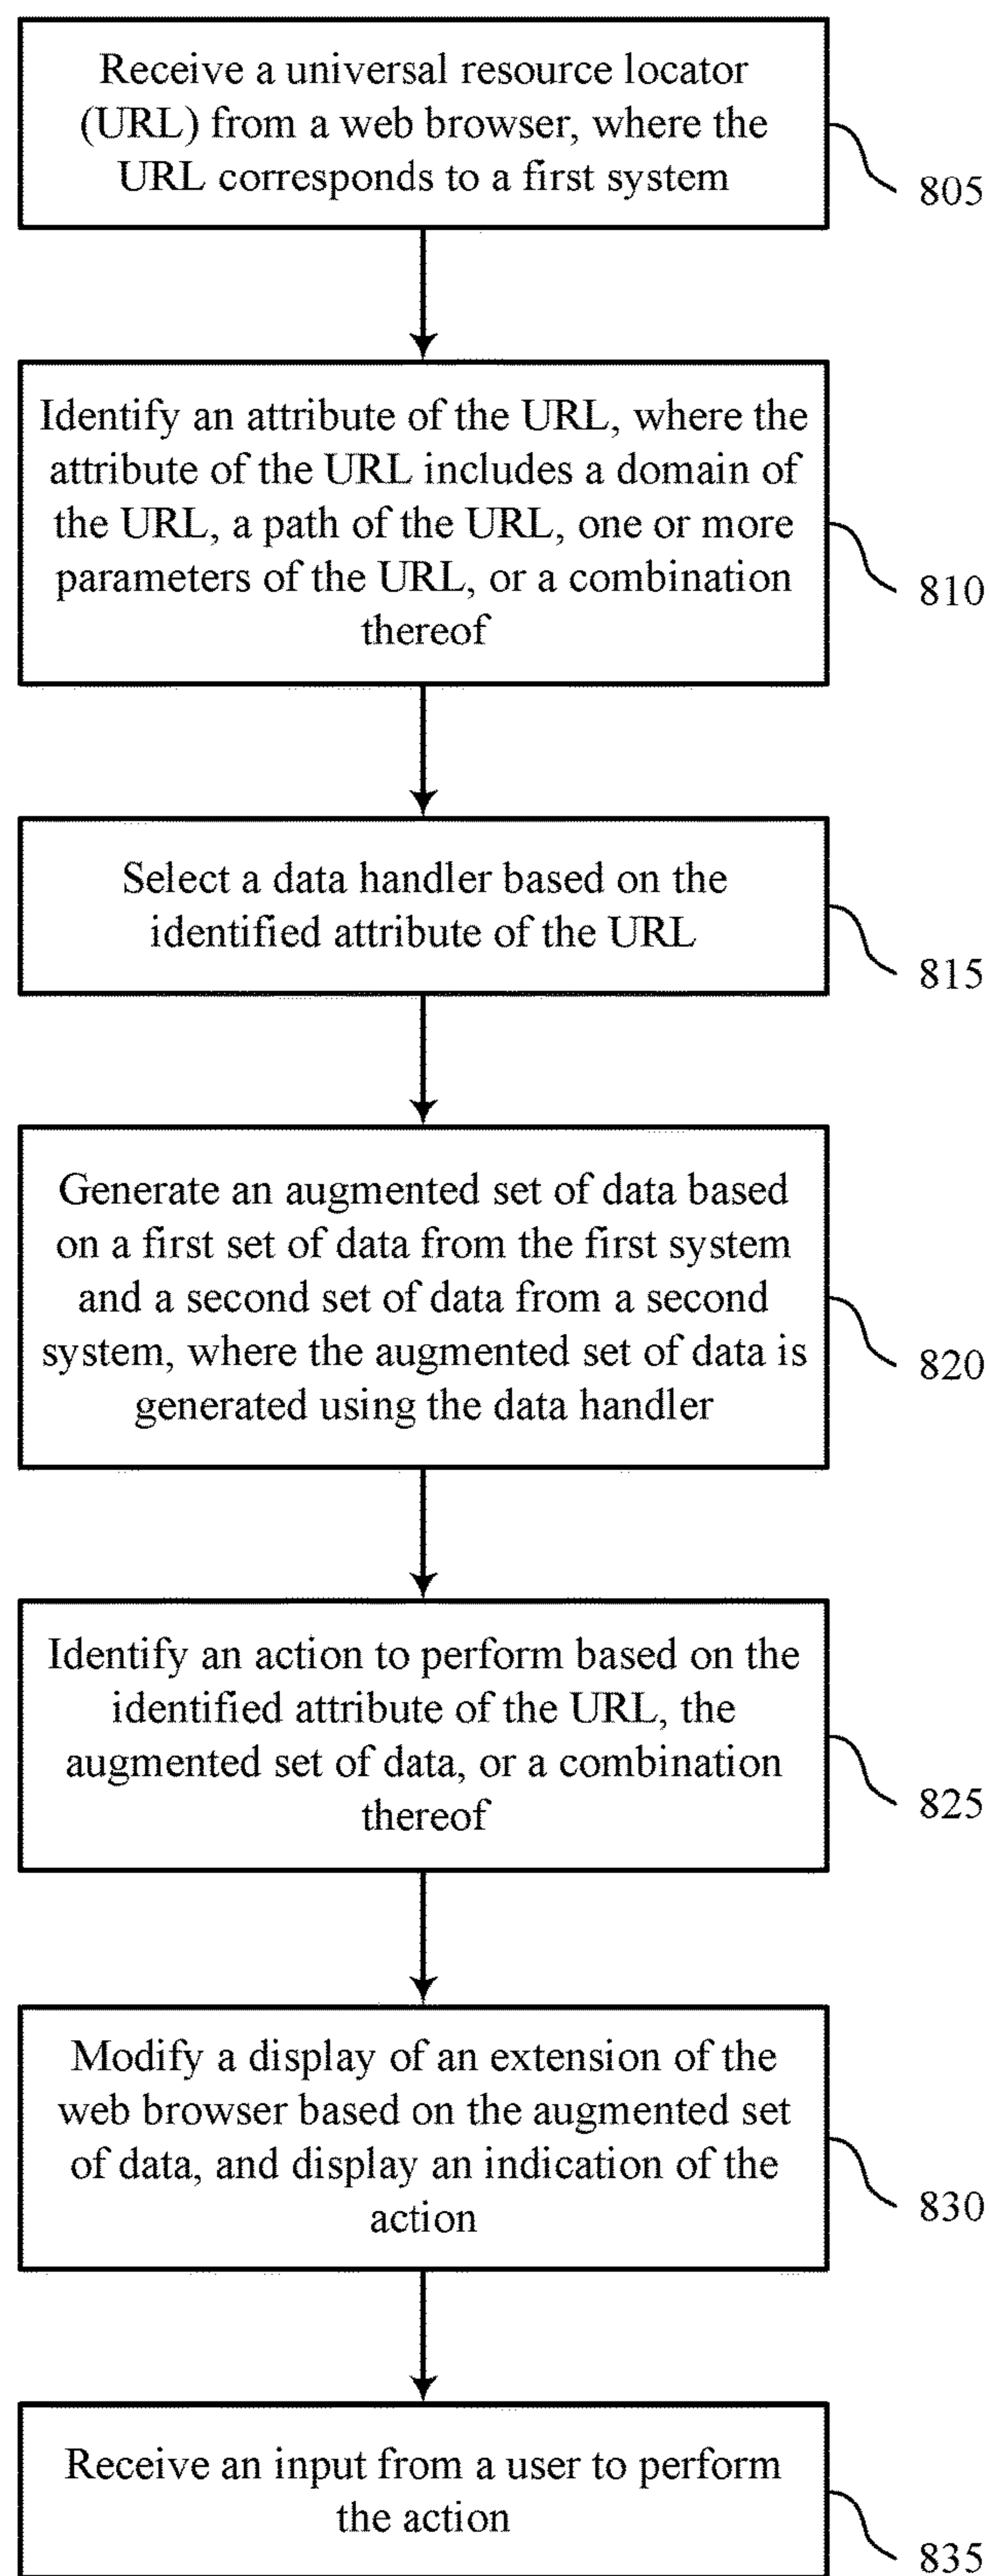 Receive a universal resource locator
(URL) from a web browser, where the
URL corresponds to a first system
805
Identify an attribute of the URL, where the
attribute of the URL includes a domain of
the URL, a path of the URL, one or more
parameters of the URL, or a combination
thereof
810
Select a data handler based on the
identified attribute of the URL
815
Generate an augmented set of data based
on a first set of data from the first system
and a second set of data from a second
system, where the augmented set of data is
generated using the data handler
820
Identify an action to perform based on the
identified attribute of the URL, the
augmented set of data, or a combination
thereof
825
Modify a display of an extension of the
web browser based on the augmented set
of data, and display an indication of the
action
830
Receive an input from a user to perform
the action
835